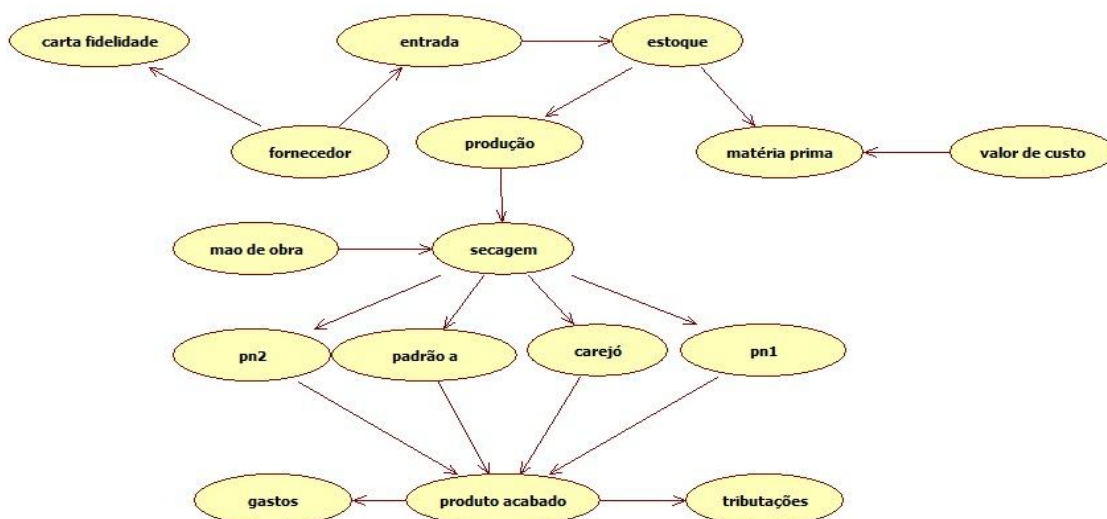 carta fidelidade
entrada
estoque
fornecedor
produção
matéria prima
valor de custo
mao de obra
secagem
pn2
padrão a
carejó
pn1
gastos
produto acabado
tributações